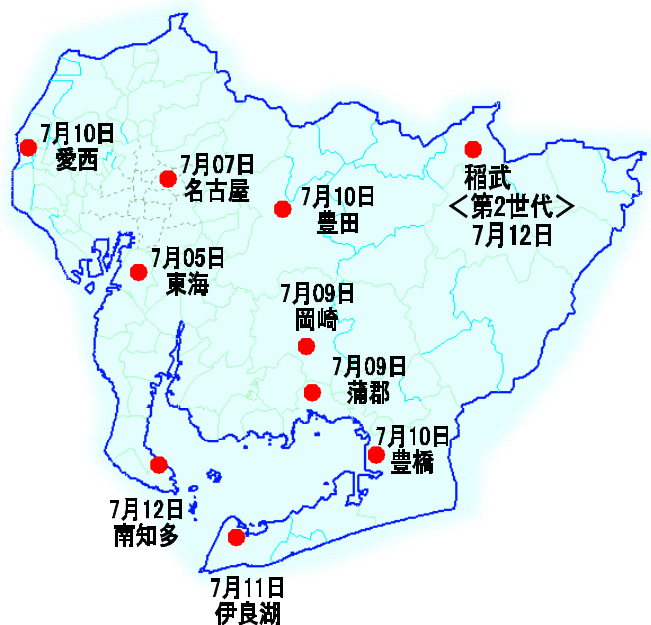 7月10日
愛西
7月07日
名古屋
7月10日
豊田
稲武
＜第2世代＞
7月12日
7月05日
東海
7月09日
岡崎
7月09日
蒲郡
7月10日
豊橋
7月12日
南知多
7月11日
伊良湖